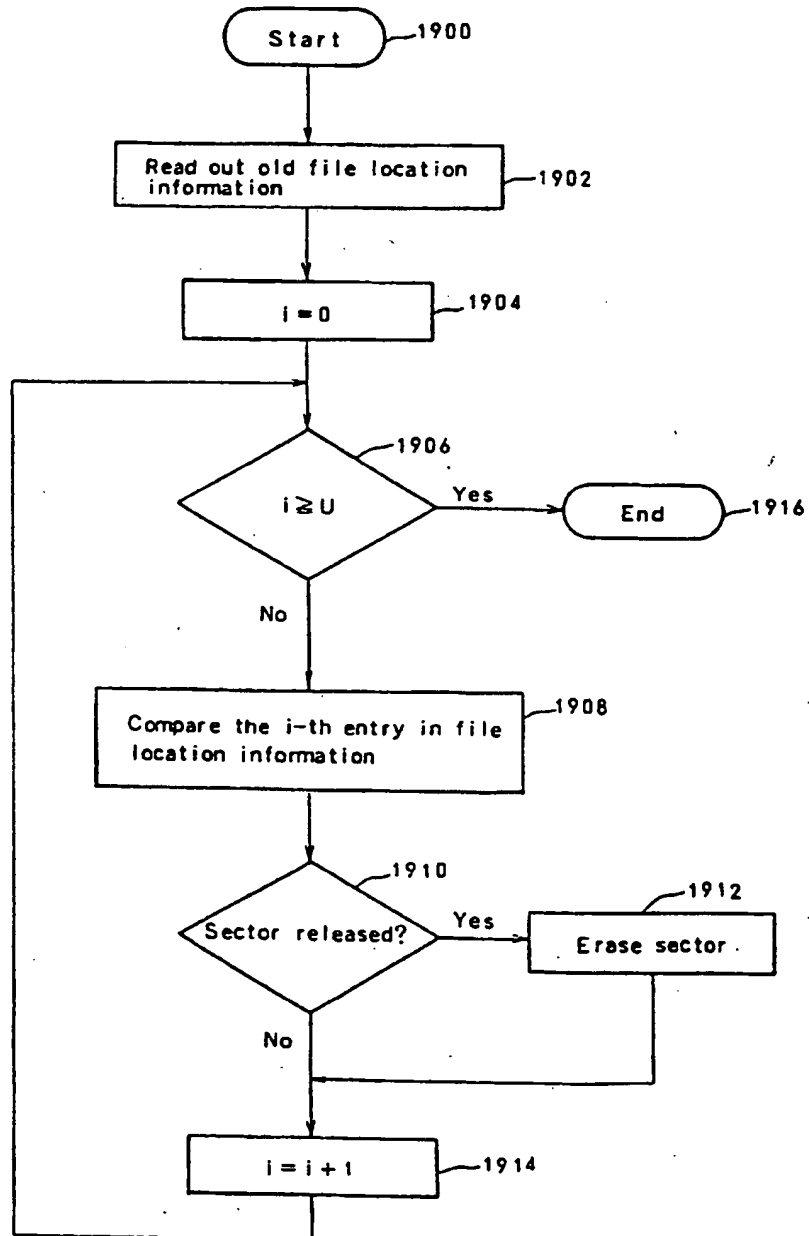 Start
1900
Read out old file location
information
1902
i = 0
1904
1906
i ≧ U
Yes
End
1916
No
1908
Compare the i-th entry in file
location information
1910
Sector released?
Yes
1912
Erase sector
No
i = i + 1
1914